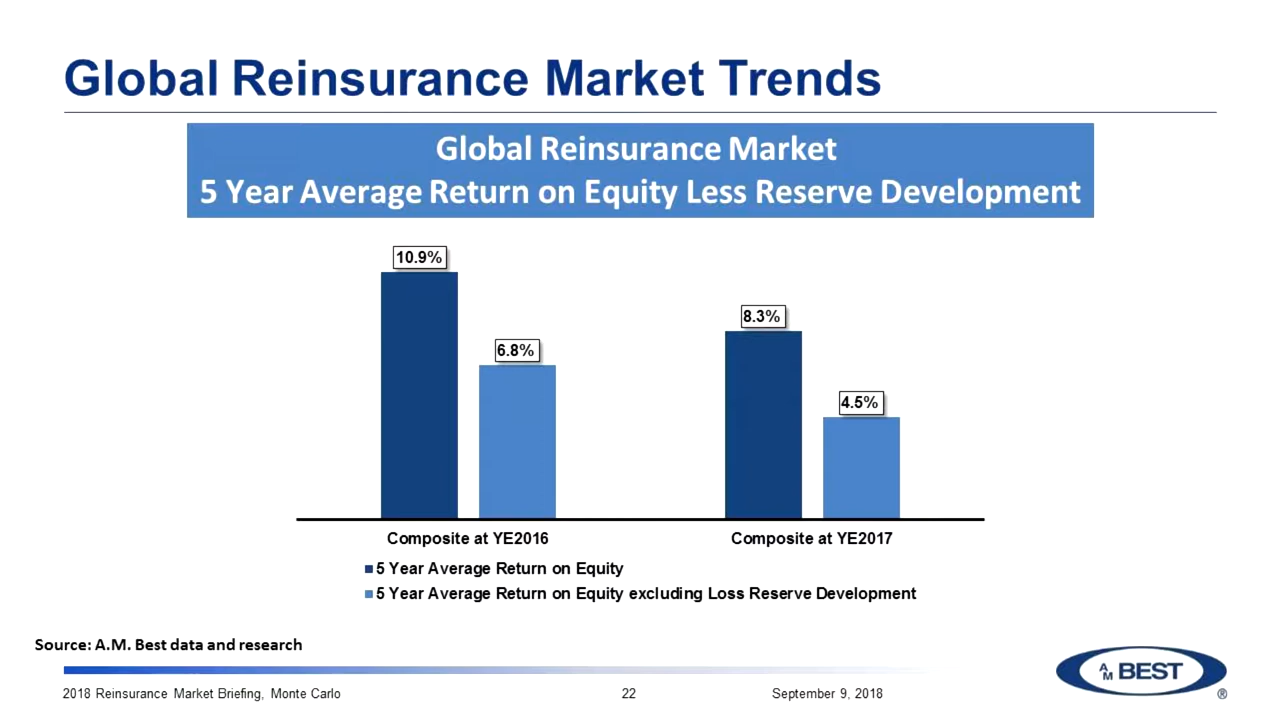 Global Reinsurance Market Trends
Global Reinsurance Market
5 Year Average Return on Equity Less Reserve Development
10.9%
6.8%
8.3%
4.5%
Composite at YE2016
Composite at YE2017
5 Year Average Return on Equity
5 Year Average Return on Equity excluding Loss Reserve Development
Source: A.M. Best data and research
AM BEST ®
2018 Reinsurance Market Briefing, Monte Carlo
22
September 9, 2018